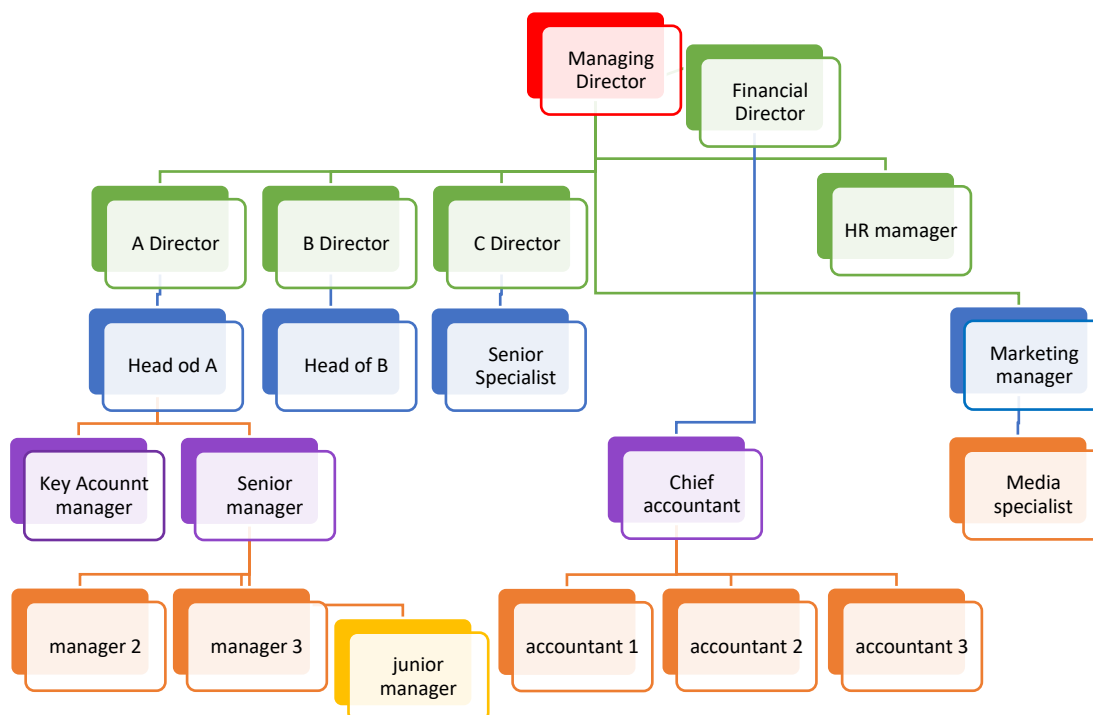 Managing
Director
Financial
Director
A Director
B Director
C Director
HR mamager
Head od A
Head of B
Senior
Specialist
Marketing
manager
Key Acounnt
manager
Senior
manager
Chief
accountant
Media
specialist
manager 2
manager 3
junior
manager
accountant 1
accountant 2
accountant 3